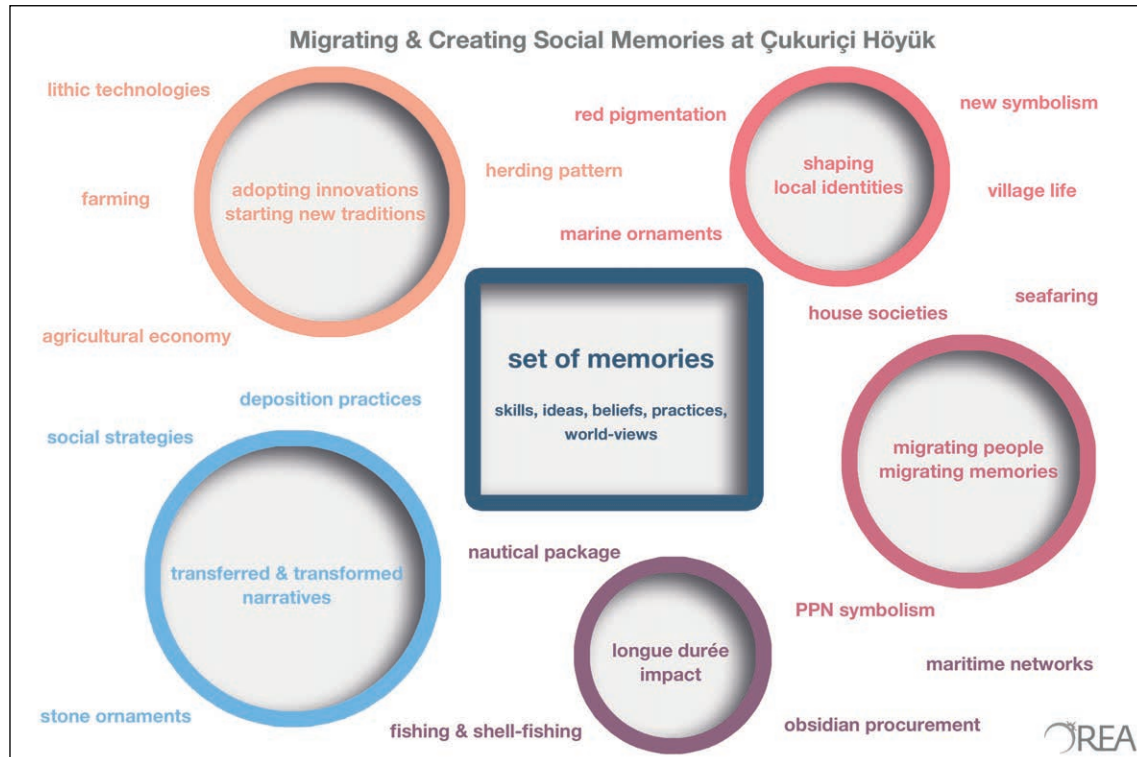 Migrating & Creating Social Memories at Çukuriçi Höyük
lithic technologies
farming
agricultural economy
herding pattern
adopting innovations
starting new traditions
red pigmentation
marine ornaments
new symbolism
village life
house societies
shaping
local identities
seafaring
set of memories
skills, ideas, beliefs, practices,
world-views
migrating people
migrating memories
PPN symbolism
deposition practices
social strategies
transferred & transformed
narratives
stone ornaments
nautical package
longue durée
impact
maritime networks
fishing & shell-fishing
obsidian procurement
OREA